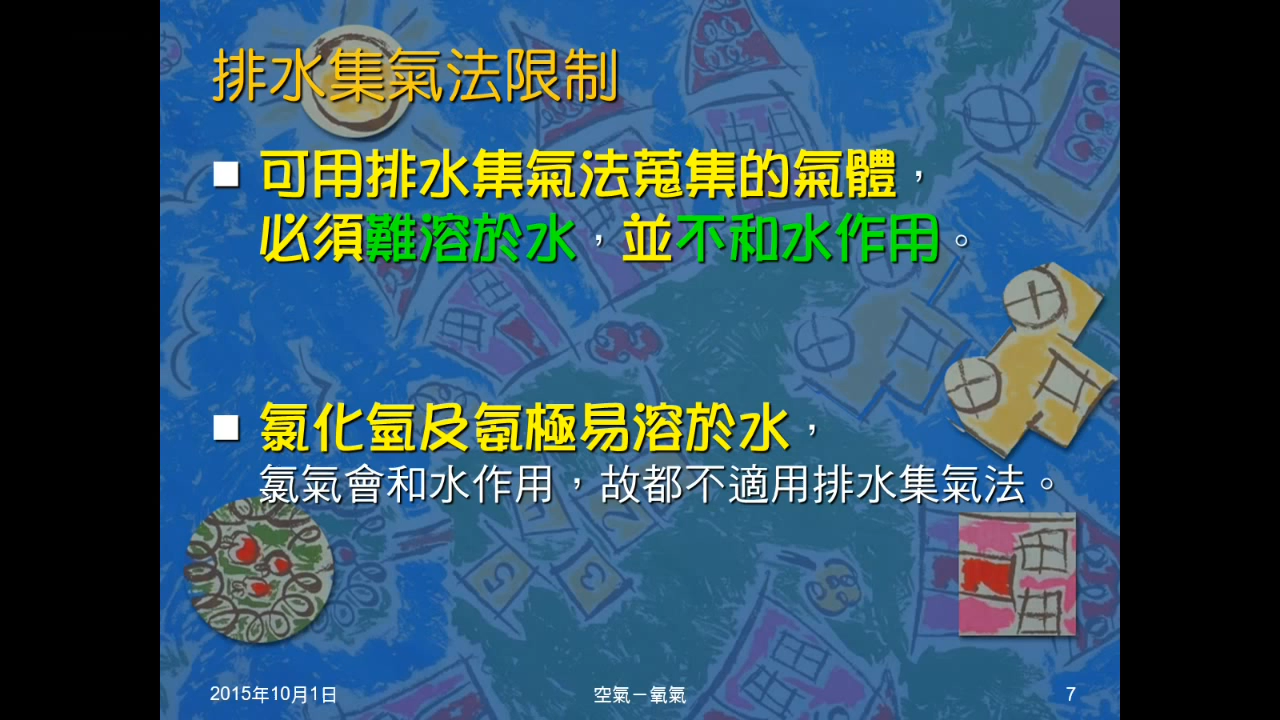 排水集氣法限制
可用排水集氣法蒐集的氣體，
必須難溶於水，並不和水作用。
氯化氫及氨極易溶於水，
氯氣會和水作用，故都不適用排水集氣法。
2015年10月1日
空氣－氧氣
7